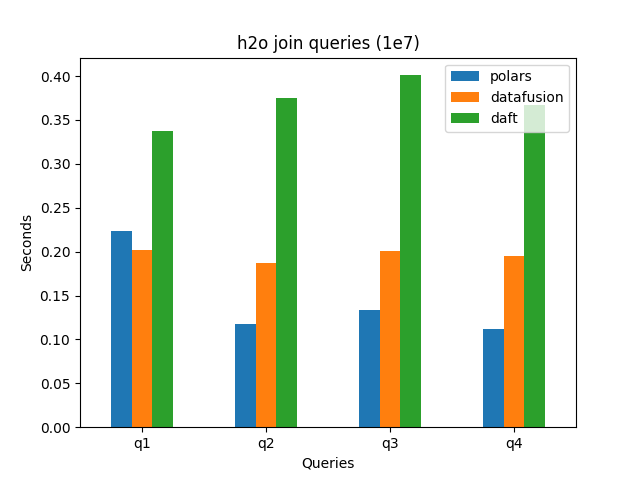 h2o join queries (1e7)
polars
datafusion
daft
0.40
0.35
0.30
0.25
0.20
0.15
0.10
0.05
0.00
Seconds
q1 q2 q3 q4
Queries